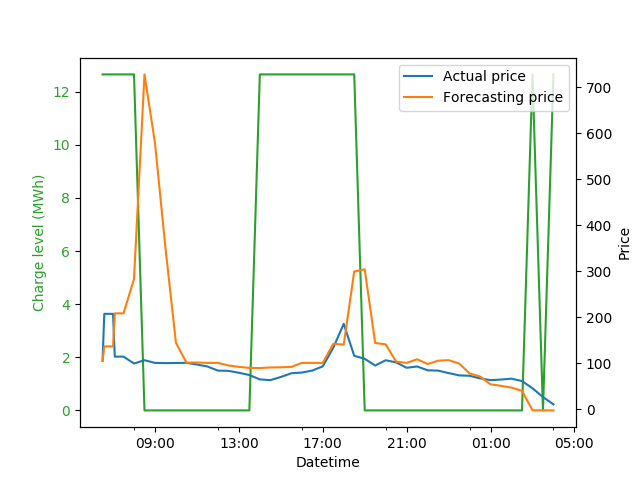 Actual price
Forecasting price
Charge level (MWh)
12
10
8
6
4
2
0
700
600
500
400
300
200
100
0
Price
09:00 13:00 17:00 21:00 01:00 05:00
Datetime